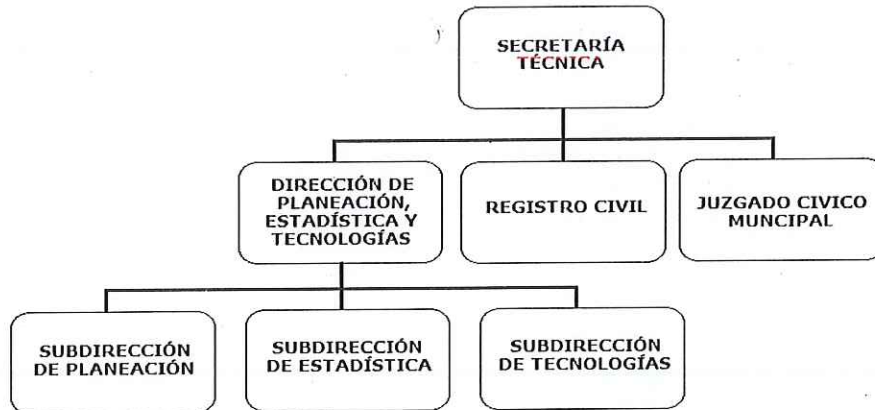 SECRETARÍA
TÉCNICA
DIRECCIÓN DE
PLANEACIÓN,
ESTADÍSTICA Y
TECNOLOGÍAS
REGISTRO CIVIL
JUZGADO CIVICO
MUNCIPAL
SUBDIRECCIÓN
DE PLANEACIÓN
SUBDIRECCIÓN
DE ESTADÍSTICA
SUBDIRECCIÓN
DE TECNOLOGÍAS